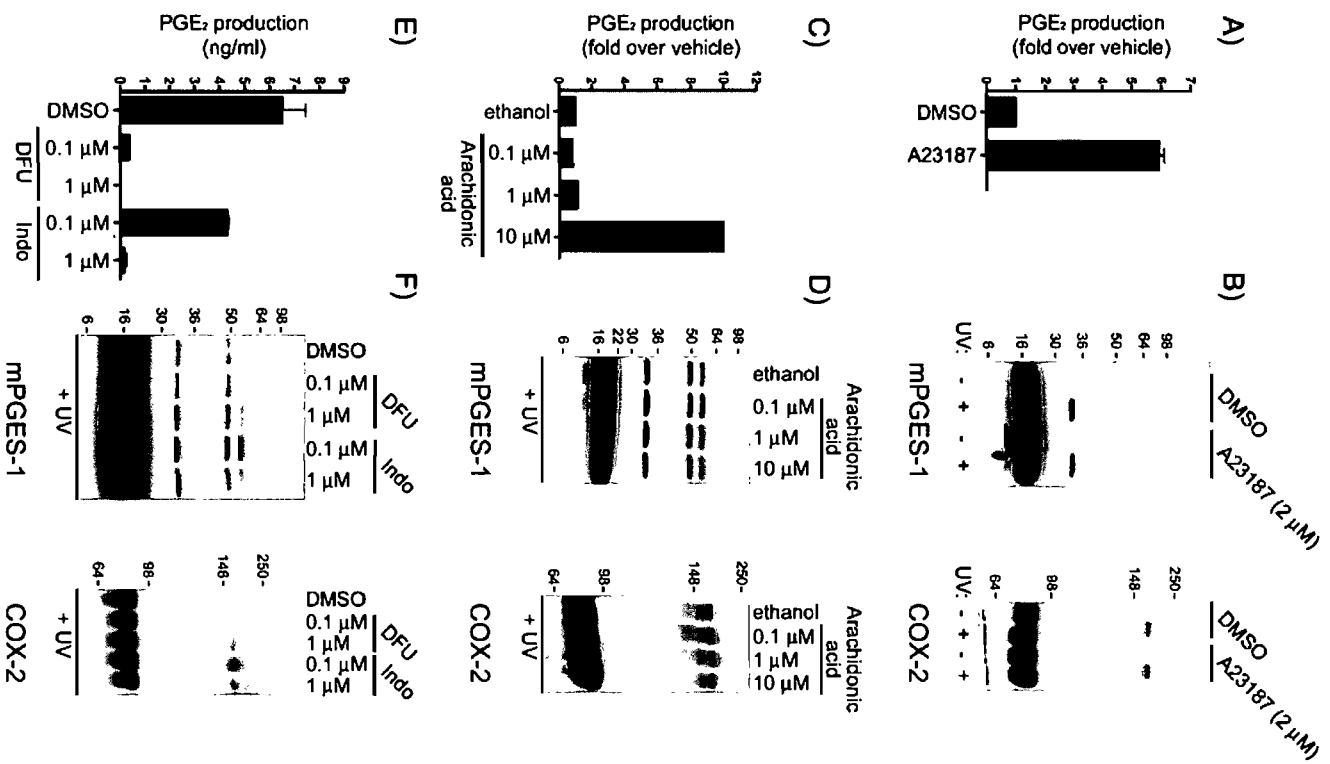 A)
PGE₂ production
(fold over vehicle)
0 1 2 3 4 5 6 7
DMSO
A23187
B)
DMSO
A23187 (2 µM)
98-
64-
50-
36-
30-
16-
6-
UV: - + - +
mPGES-1
DMSO
A23187 (2 µM)
250-
148-
98-
64-
UV: - + - +
COX-2
C)
PGE₂ production
(fold over vehicle)
0 2 4 6 8 10 12
ethanol
0.1 µM
1 µM
10 µM
Arachidonic
acid
D)
Arachidonic
acid
ethanol
0.1 µM
1 µM
10 µM
98-
64-
50-
36-
30-
22-
16-
6-
+ UV
mPGES-1
Arachidonic
acid
ethanol
0.1 µM
1 µM
10 µM
250-
148-
98-
64-
+ UV
COX-2
E)
PGE₂ production
(ng/ml)
0 1 2 3 4 5 6 7 8 9
DMSO
0.1 µM
1 µM
0.1 µM
1 µM
DFU
Indo
F)
DFU
Indo
DMSO
0.1 µM
1 µM
0.1 µM
1 µM
98-
64-
50-
36-
30-
16-
6-
+ UV
mPGES-1
DFU
Indo
DMSO
0.1 µM
1 µM
0.1 µM
1 µM
250-
146-
98-
64-
+ UV
COX-2